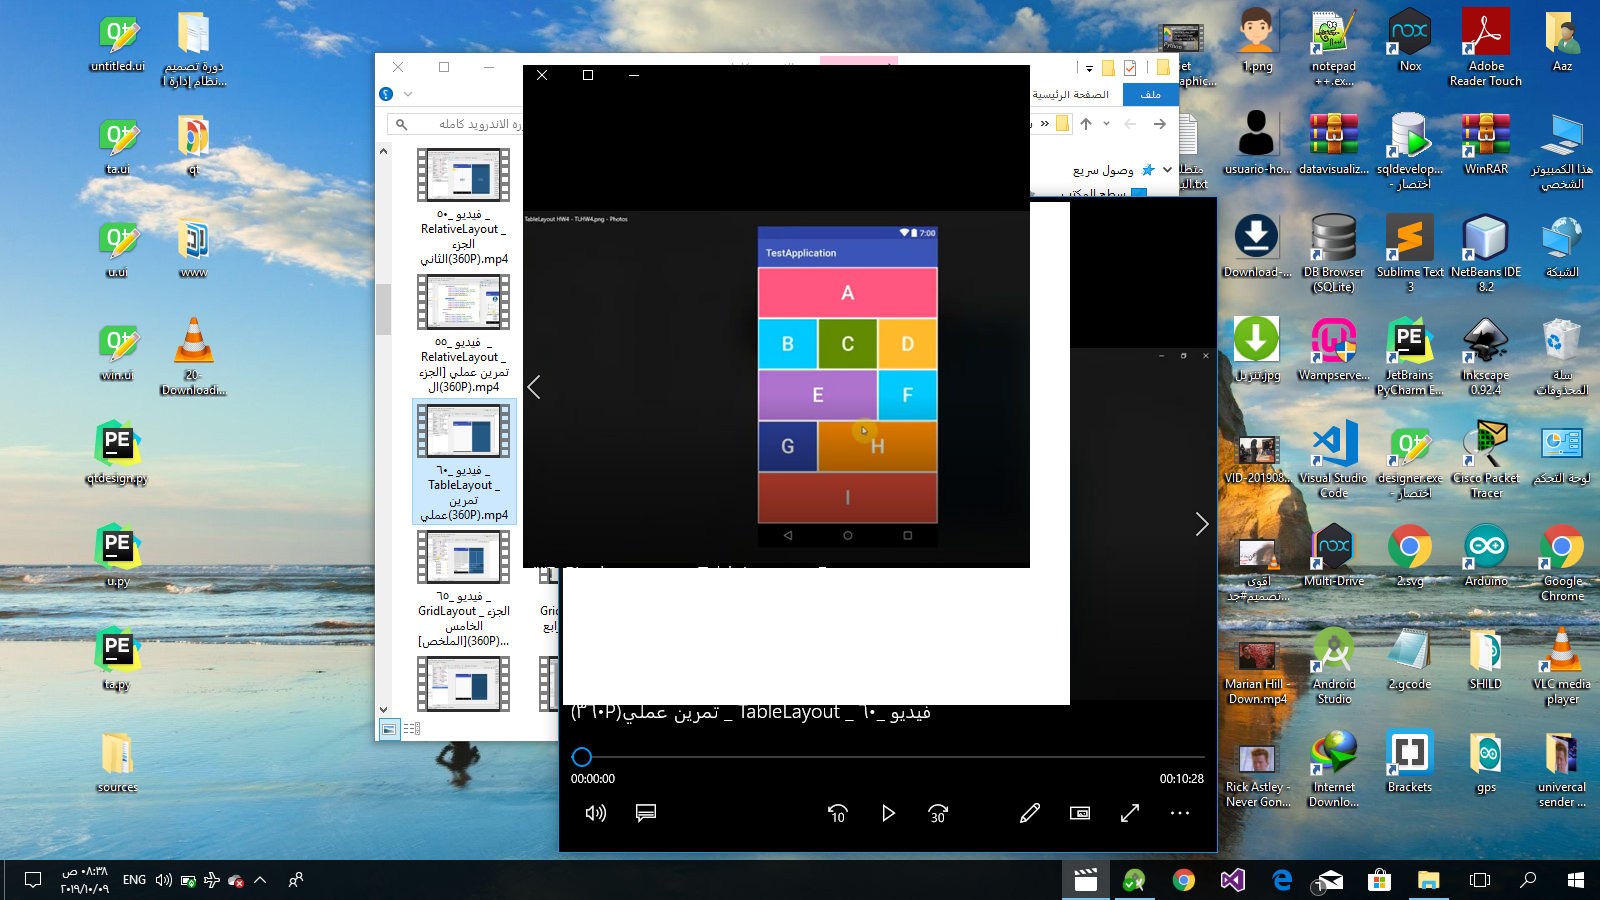 untitled.ui
دورة تصميم
نظام إدارة ا...
ta.ui
qt
u.ui
www
win.ui
20-
Downloadi...
qtdesign.py
u.py
ta.py
sources
ملف
الصفحة الرئيسية
وره الاندرويد كامله
وصول سريع
سطح المكتب
فيديو _٥٠ _
RelativeLayout _
الجزء
الثاني(360P).mp4
فيديو _٥٥ _
RelativeLayout _
تمرين عملي [الجزء
ال(360P).mp4
فيديو _٦٠ _
TableLayout _
تمرين
عملي(360P).mp4
فيديو _٦٥ _
GridLayout _ الجزء
الخامس
[الملخص](360P)...
TableLayout HW4 - TLHW4.png - Photos
7:00
TestApplication
A
B C D
E F
G H
I
فيديو _٦٠ _ TableLayout _ تمرين عملي(٣٦٠P)
00:00:00
00:10:28
10
30
1.png
notepad
++.ex...
Nox
Adobe
Reader Touch
Aaz
usuario-ho...
datavisualiz...
sqldevelop...
اختصار -
WinRAR
هذا الكمبيوتر
الشخصي
Download-...
DB Browser
(SQLite)
Sublime Text
3
NetBeans IDE
8.2
الشبكة
تنزيل.jpg
Wampserve...
JetBrains
PyCharm E...
Inkscape
0.92.4
سلة
المحذوفات
VID-201908...
Visual Studio
Code
designer.exe
اختصار -
Cisco Packet
Tracer
لوحة التحكم
أقوى
تصميم#جد...
Multi-Drive
2.svg
Arduino
Google
Chrome
Marian Hill -
Down.mp4
Android
Studio
2.gcode
SHILD
VLC media
player
Rick Astley -
Never Gon...
Internet
Downlo...
Brackets
gps
univercal
sender ...
٠٨:٣٨ ص
٢٠١٩/١٠/٠٩
ENG